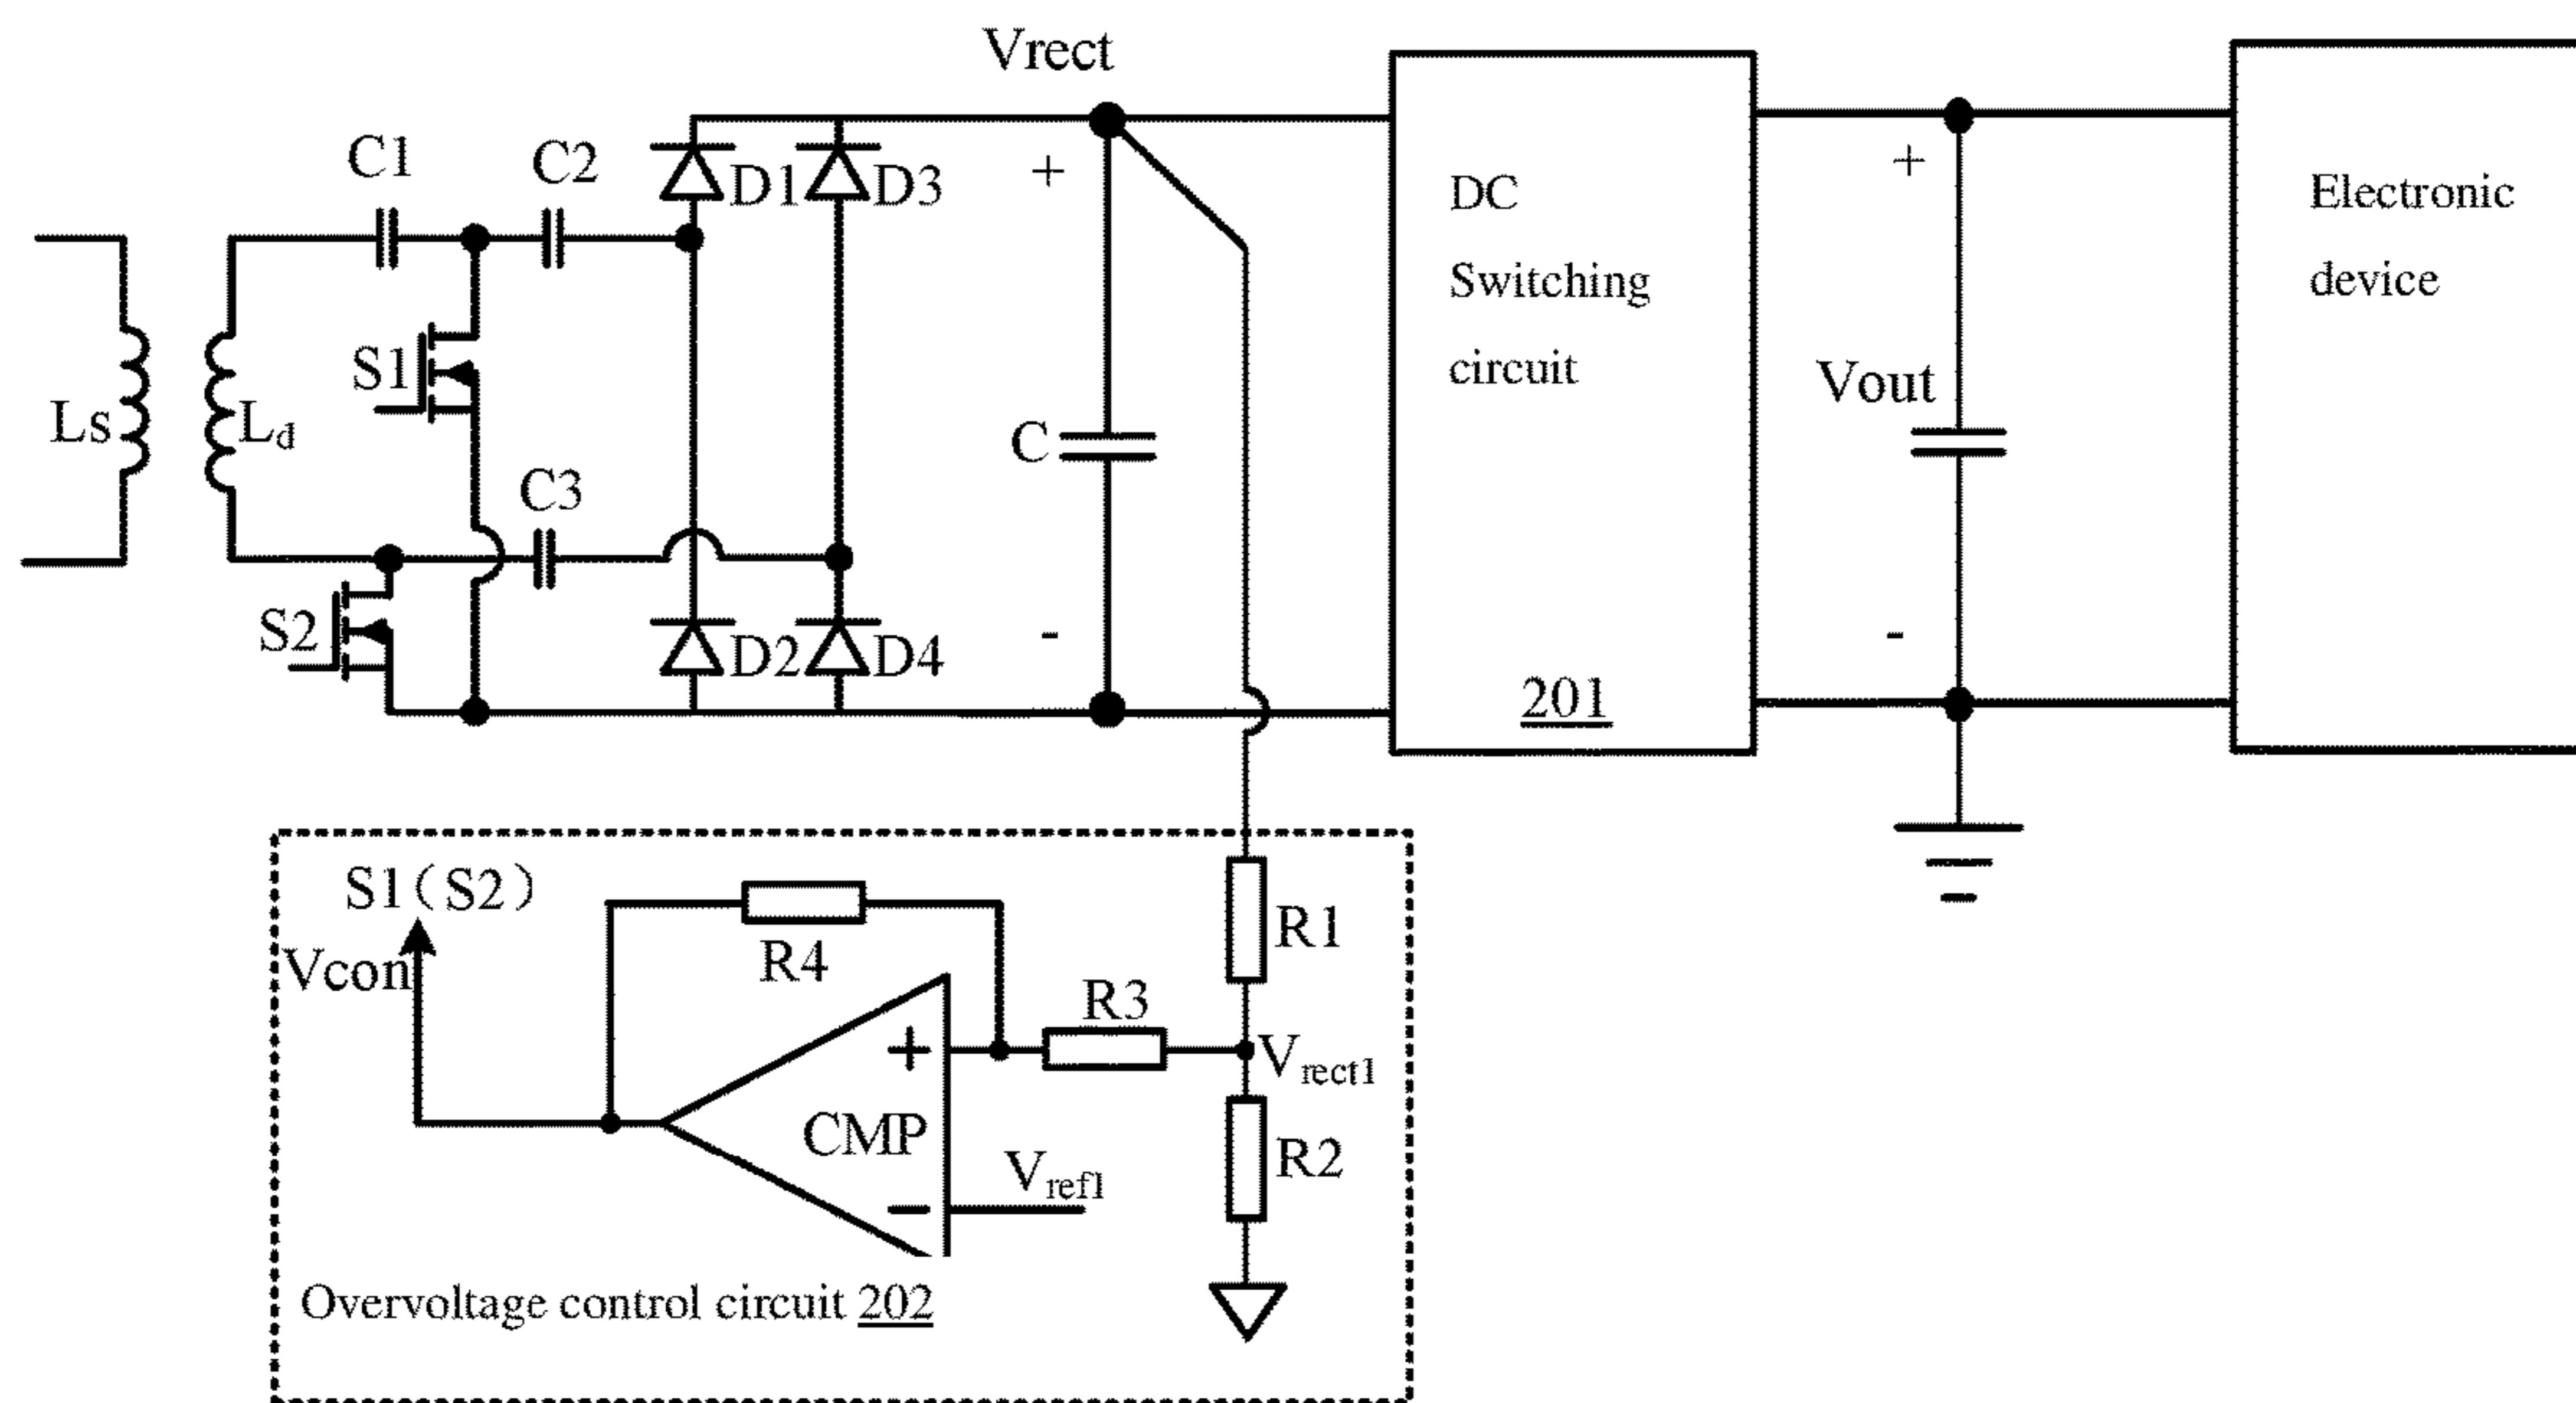 Vrect
C1
C2
D1
D3
+
+
DC
Switching
circuit
Electronic
device
S1
Ls
Ld
C
Vout
C3
S2
D2
D4
-
-
201
S1（S2）
Vcon
R4
R1
R3
+
Vrect1
CMP
Vref1
R2
-
Overvoltage control circuit 202